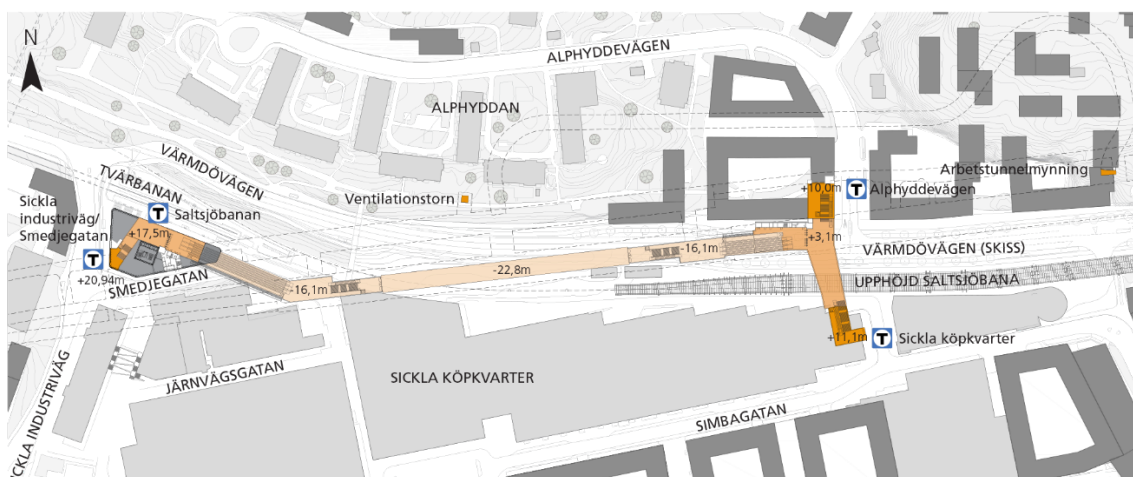 N
ALPHYDDEVÄGEN
ALPHYDDAN
VÄRMDÖVÄGEN
TVÄRBANAN
Arbetstunnelmynning
Sickla
industriväg/
Smedjegatan
T
Saltsjöbanan
Ventilationstorn
+10,0m
T
Alphyddevägen
+17,5m
+3,1m
-16,1m
VÄRMDÖVÄGEN (SKISS)
T
+20,94m
SMEDJEGATAN
-22,8m
UPPHÖJD SALTSJÖBANA
-16,1m
+11,1m
T
Sickla köpkvarter
JÄRNVÄGSGATAN
SICKLA KÖPKVARTER
SICKLA INDUSTRIVÄG
SIMBAGATAN